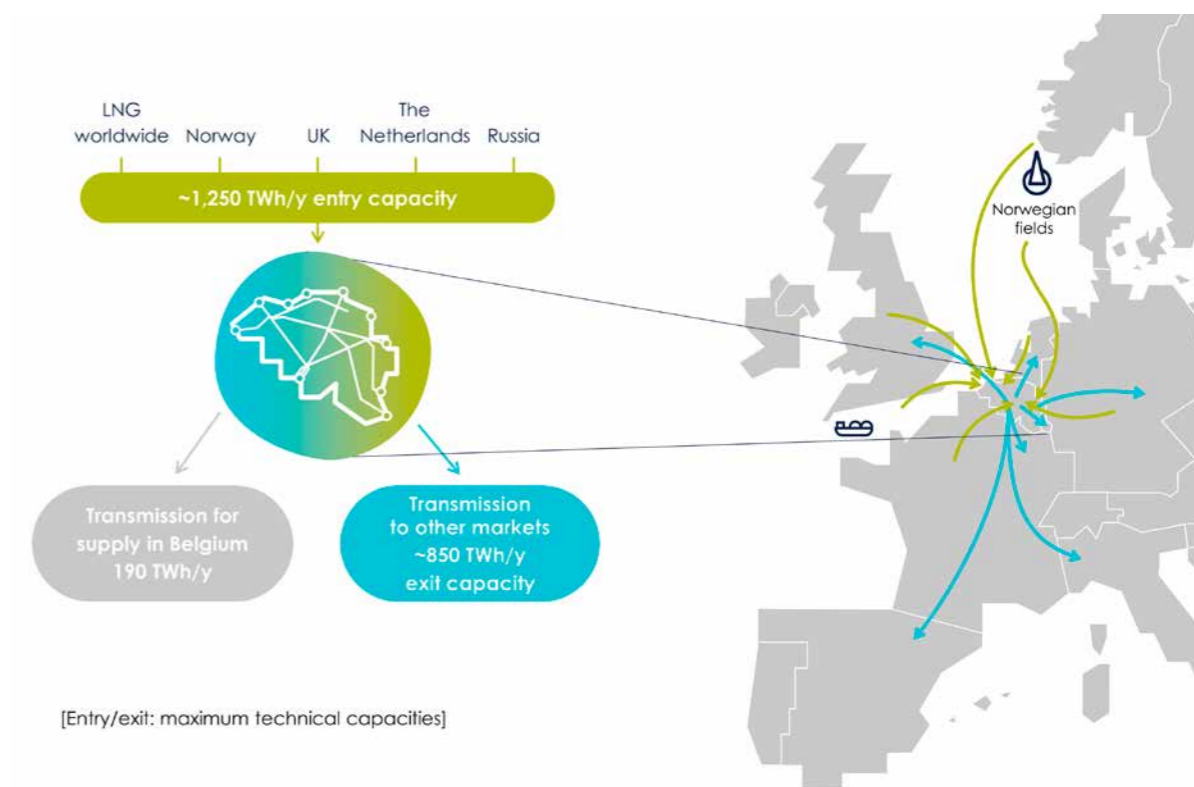 LNG
worldwide
Norway
UK
The
Netherlands
Russia
~1,250 TWh/y entry capacity
Norwegian
fields
Transmission for
supply in Belgium
190 TWh/y
Transmission
to other markets
~850 TWh/y
exit capacity
[Entry/exit: maximum technical capacities]